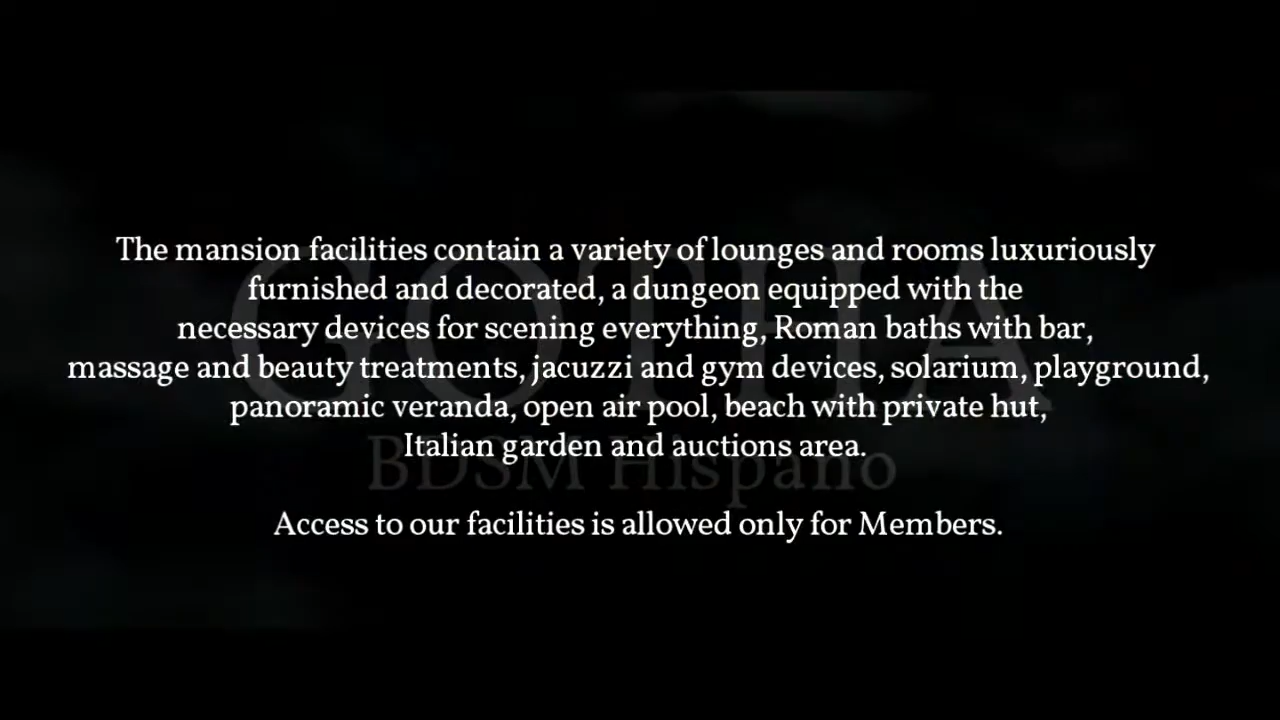 The mansion facilities contain a variety of lounges and rooms luxuriously
furnished and decorated, a dungeon equipped with the
necessary devices for scening everything, Roman baths with bar,
massage and beauty treatments, jacuzzi and gym devices, solarium, playground,
panoramic veranda, open air pool, beach with private hut,
Italian garden and auctions area.
Access to our facilities is allowed only for Members.
GOTHA
BDSM Hispano